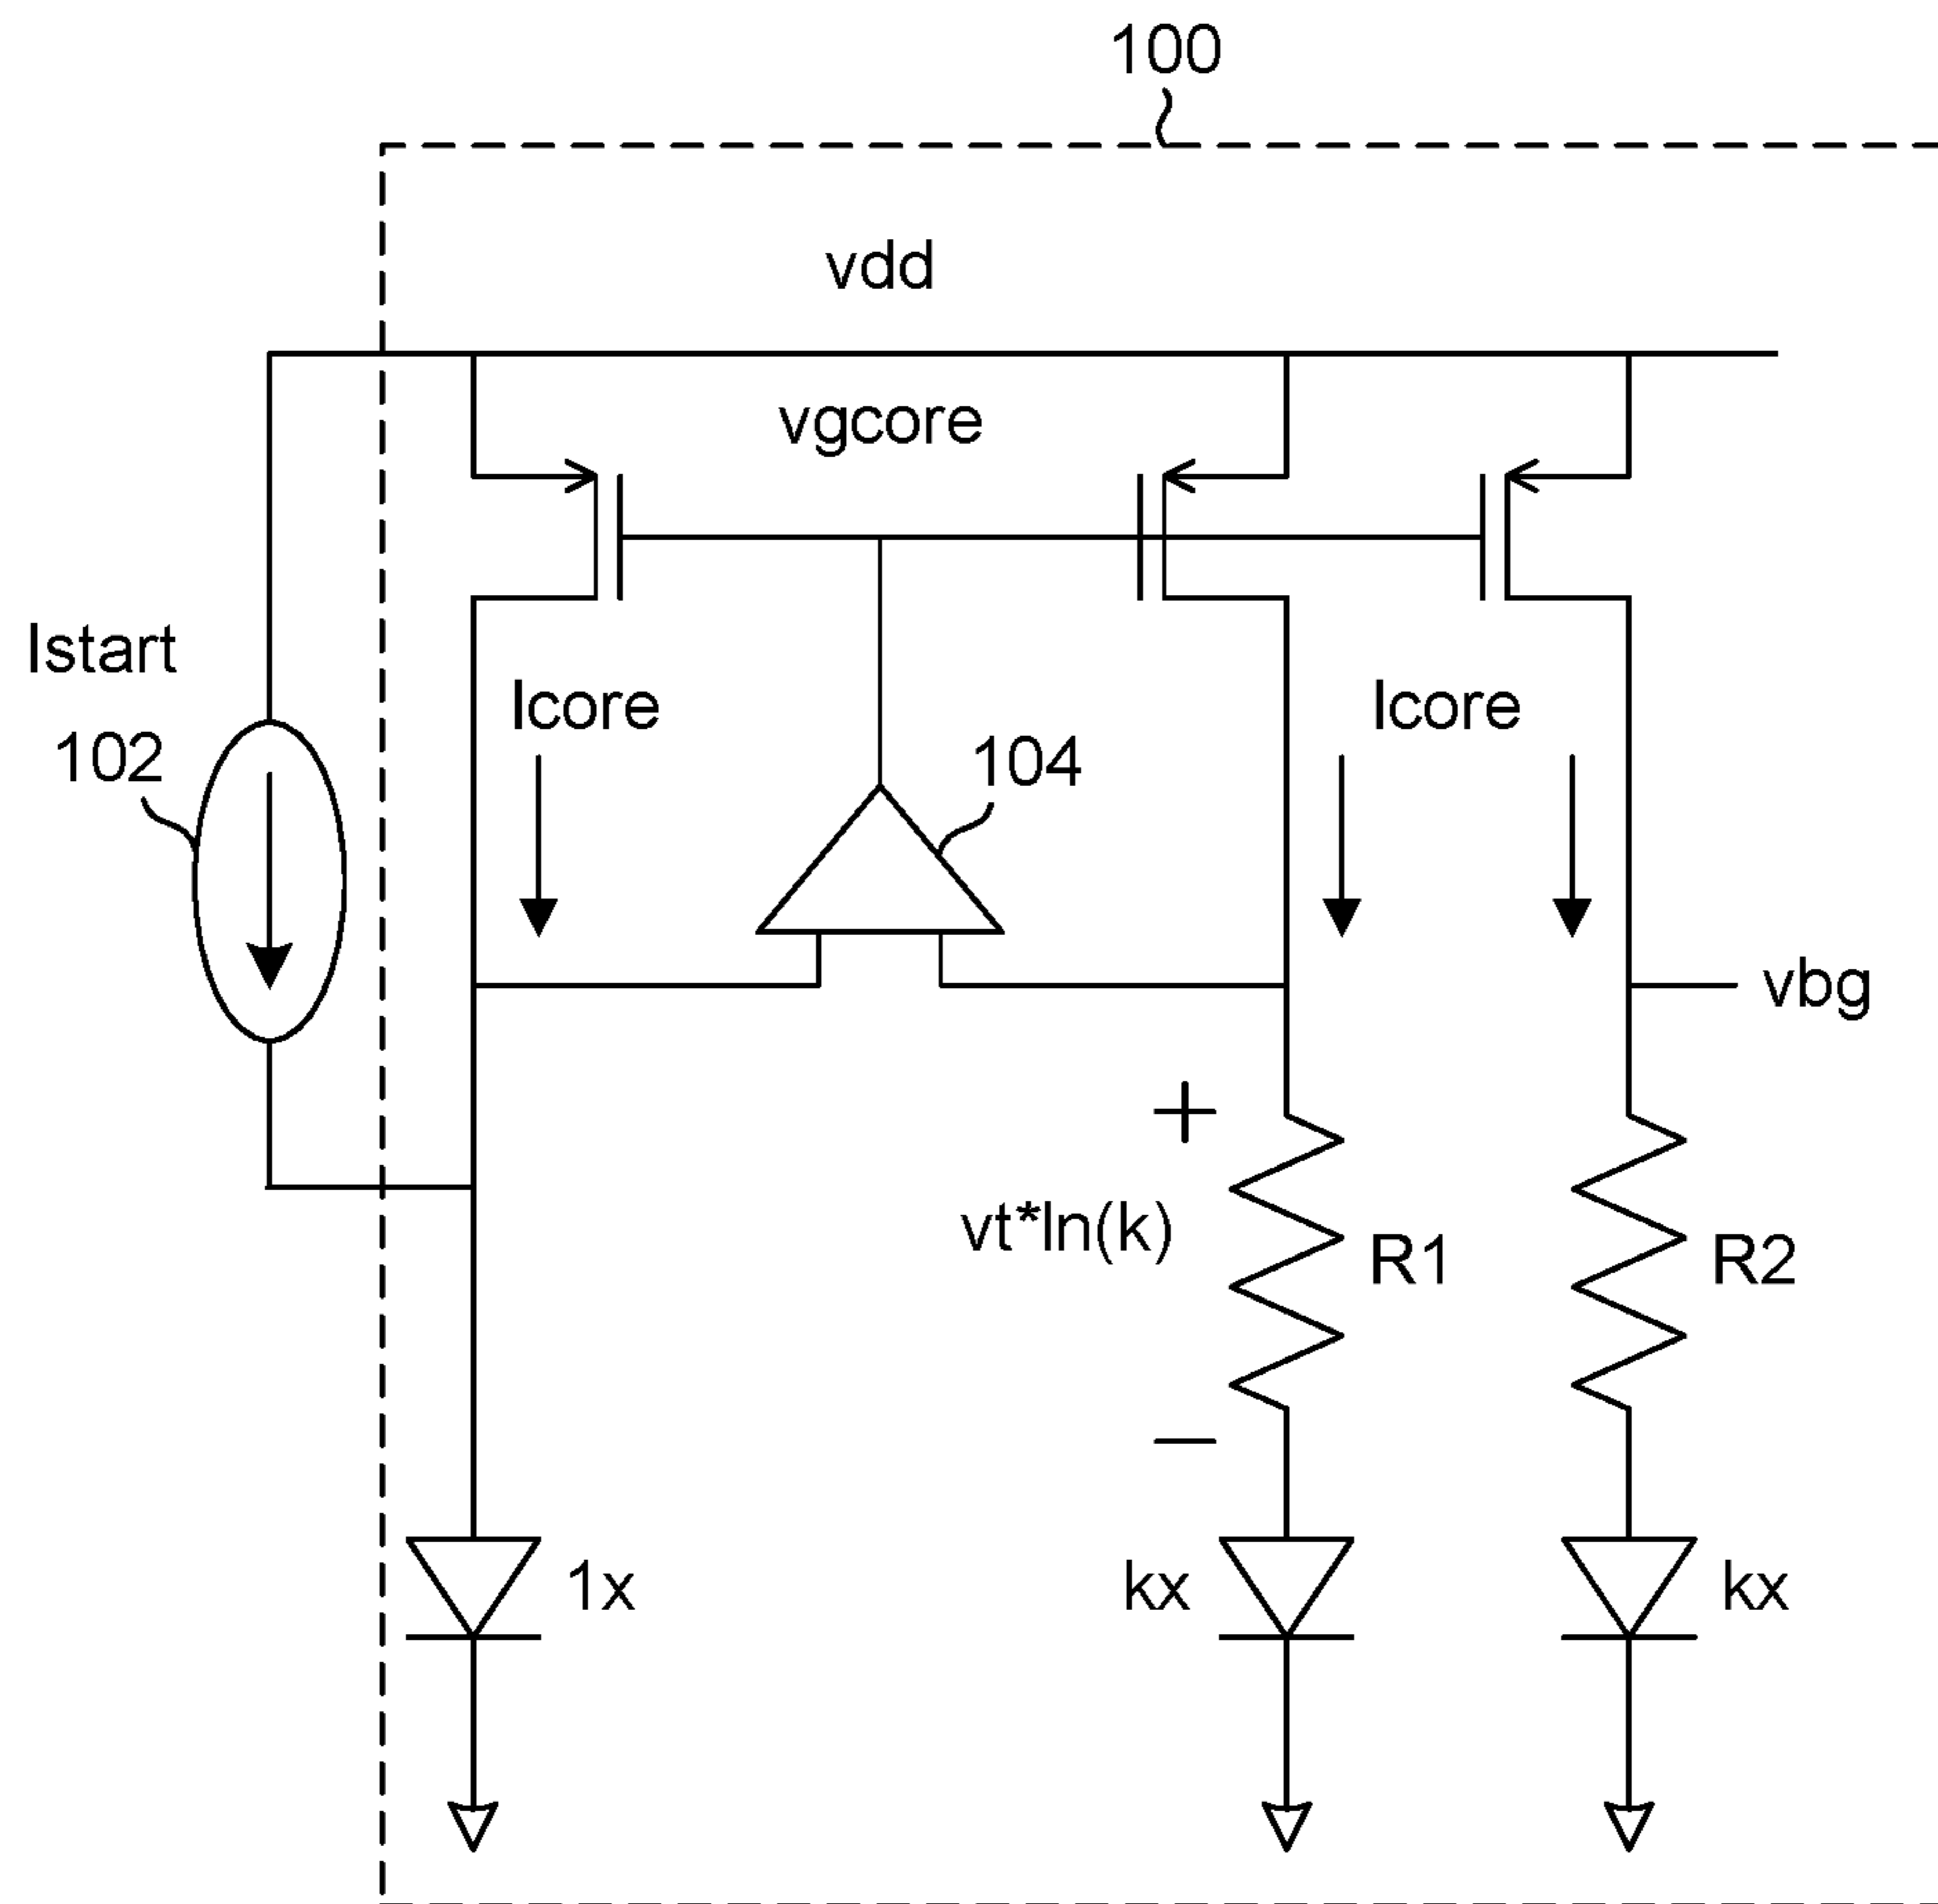 100
vdd
vgcore
Istart
Icore
Icore
102
104
vbg
+
vt*ln(k)
R1
R2
−
1x
kx
kx